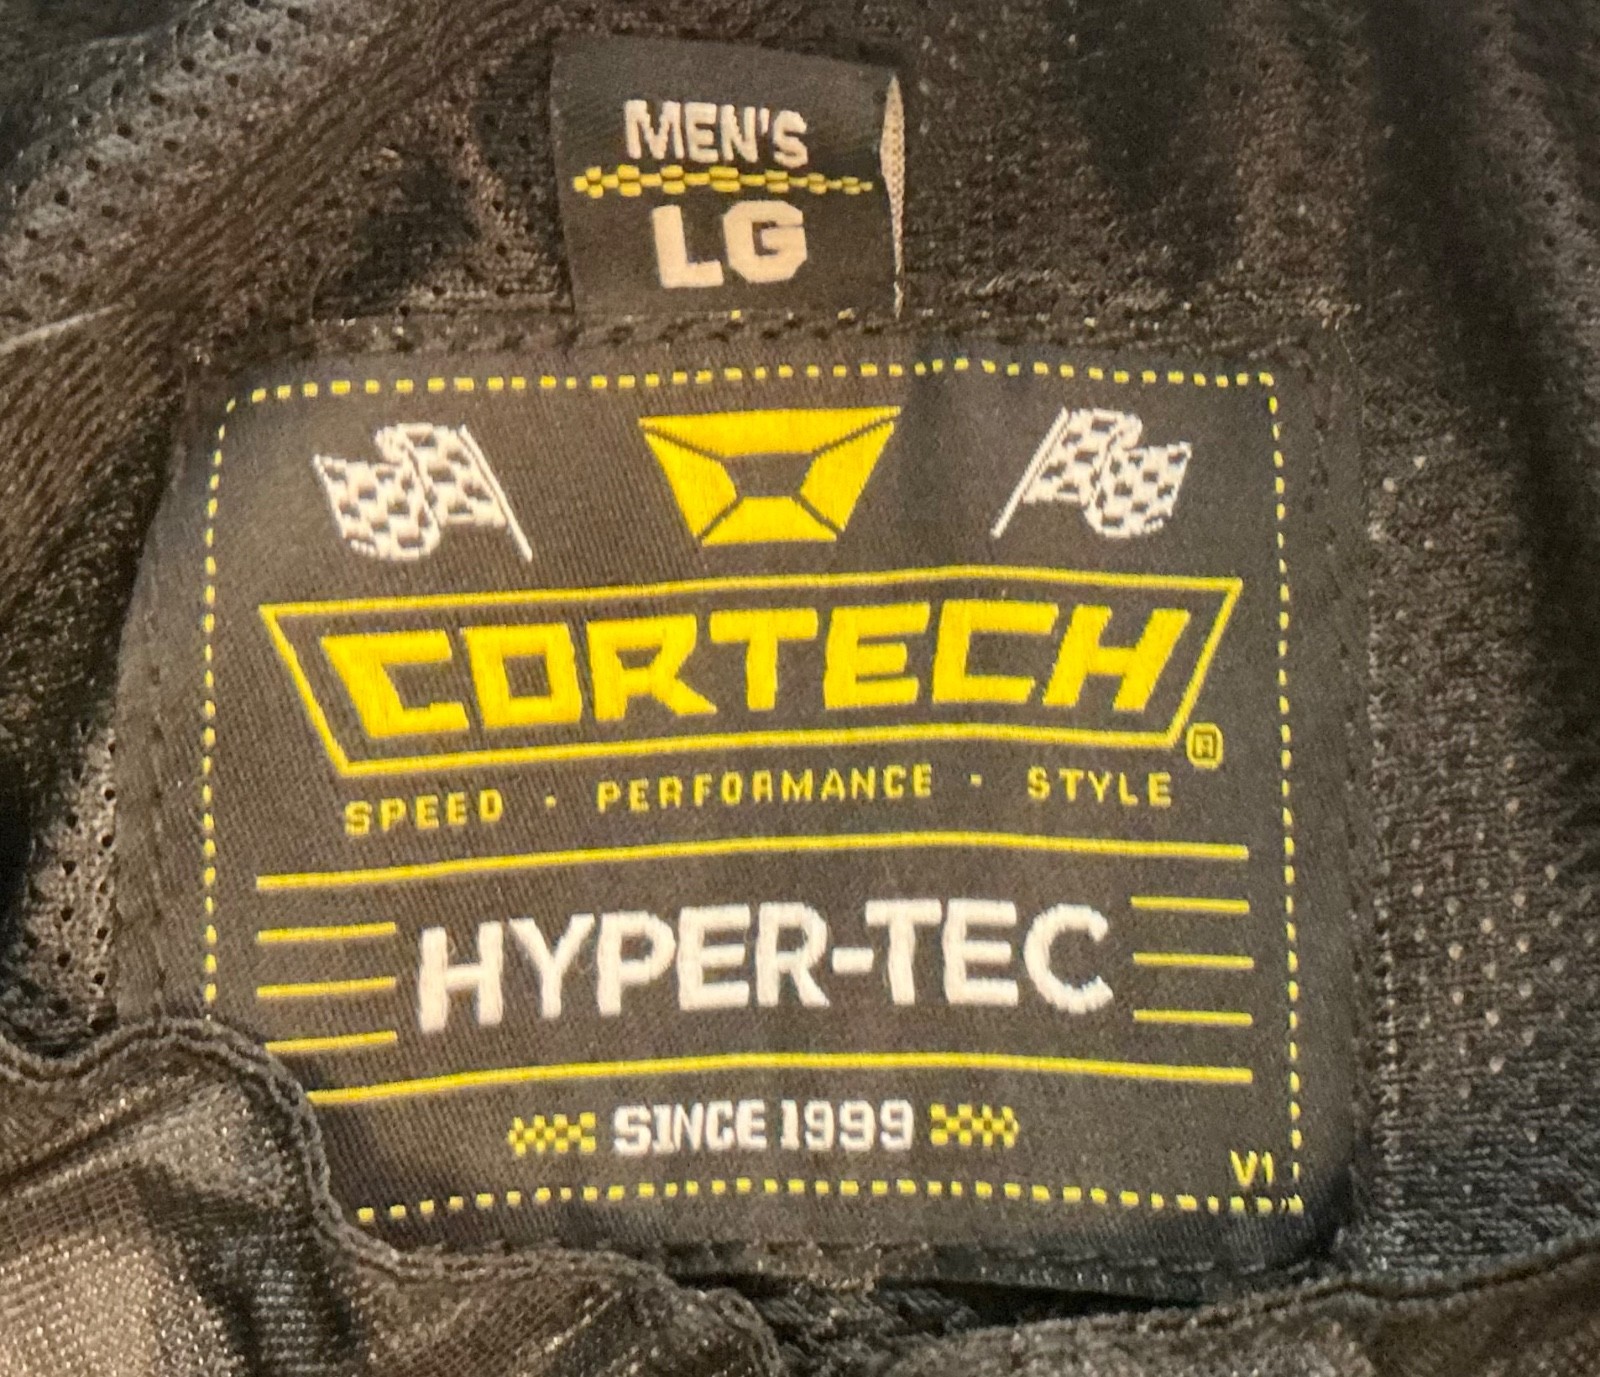 MEN'S
LG
CORTECH®
SPEED · PERFORMANCE · STYLE
HYPER-TEC
SINCE 1999
V1